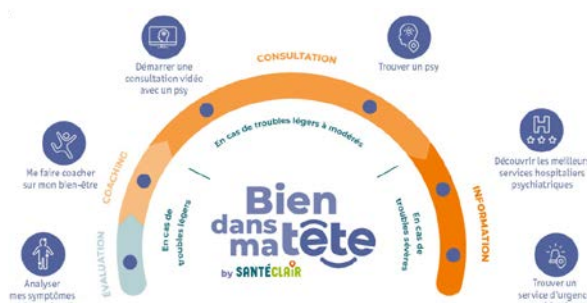 CONSULTATION
Démarrer une
consultation vidéo
avec un psy
Trouver un psy
Me faire coacher
sur mon bien-être
COACHING
En cas de troubles légers à modérés
H
Découvrir les meilleurs
services hospitaliers
psychiatriques
Analyser
mes symptômes
EVALUATION
En cas de
troubles légers
Bien
dans
ma tête
by SANTÉCLAIR
En cas de
troubles sévères
INFORMATION
Trouver un
service d'urgence